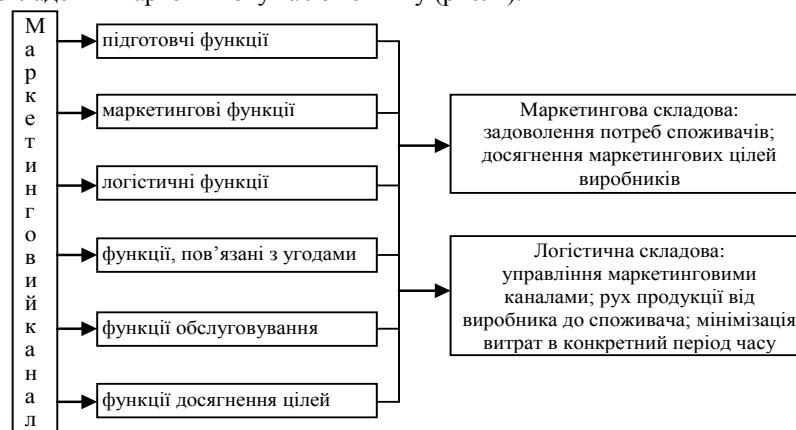 Маркетинговийканал
підготовчі функції
маркетингові функції
логістичні функції
функції, пов’язані з угодами
функції обслуговування
функції досягнення цілей
Маркетингова складова:
задоволення потреб споживачів;
досягнення маркетингових цілей
виробників
Логістична складова:
управління маркетинговими
каналами; рух продукції від
виробника до споживача; мінімізація
витрат в конкретний період часу